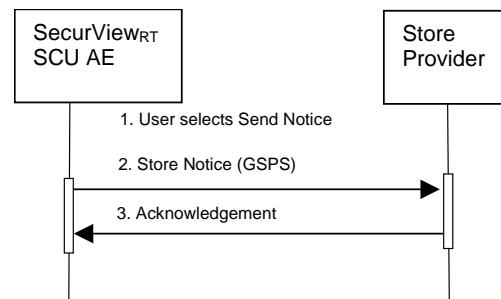 SecurViewRT
SCU AE
Store
Provider
1. User selects Send Notice
2. Store Notice (GSPS)
3. Acknowledgement